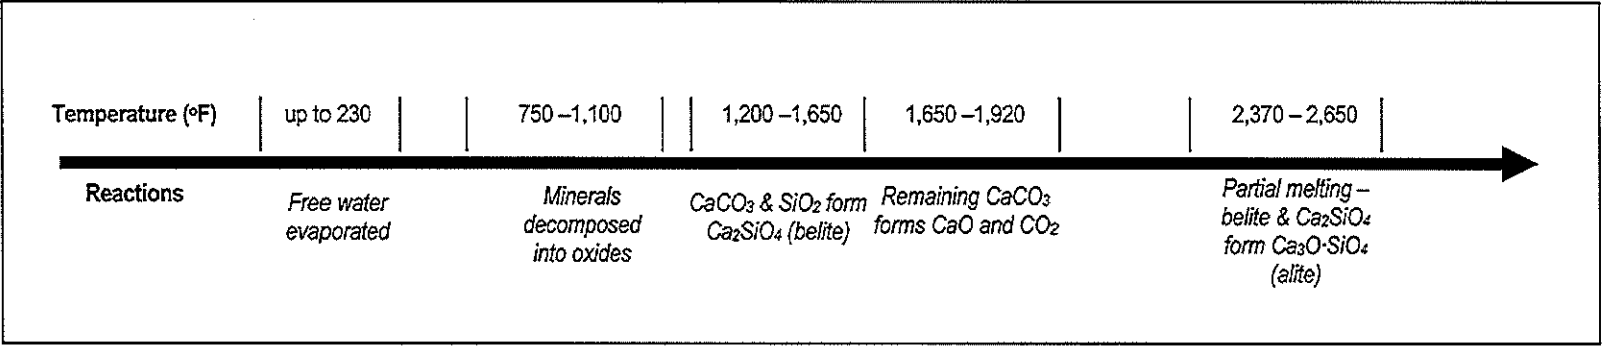 Temperature (ºF) up to 230 750 –1,100 1,200 –1,650 1,650 –1,920 2,370 – 2,650
Reactions
Free water
evaporated
Minerals
decomposed
into oxides
CaCO₃ & SiO₂ form
Ca₂SiO₄ (belite)
Remaining CaCO₃
forms CaO and CO₂
Partial melting –
belite & Ca₂SiO₄
form Ca₃O·SiO₄
(alite)